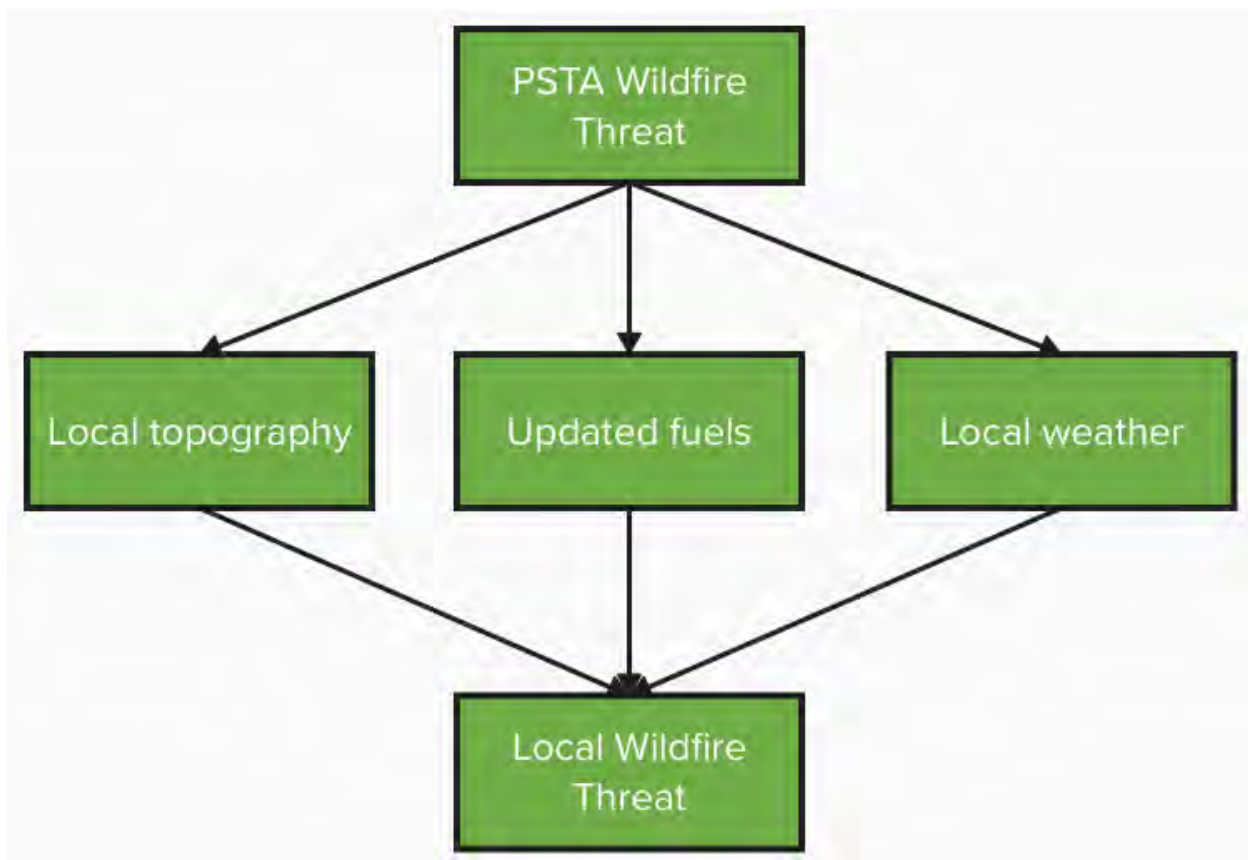 PSTA Wildfire
Threat
Local topography
Updated fuels
Local weather
Local Wildfire
Threat